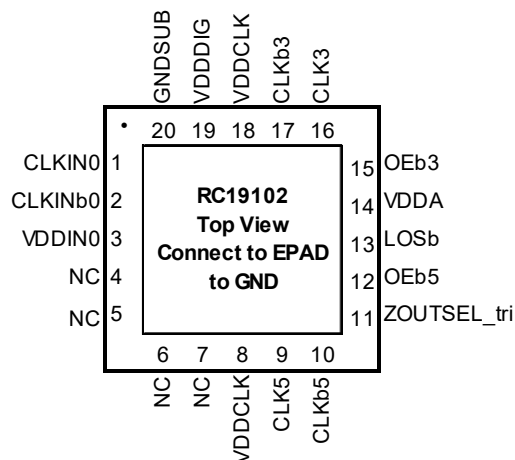 GNDSUB
VDDDIG
VDDCLK
CLKb3
CLK3
20 19 18 17 16
CLKIN0 1
CLKINb0 2
VDDIN0 3
NC 4
NC 5
RC19102
Top View
Connect to EPAD
to GND
15 OEb3
14 VDDA
13 LOSb
12 OEb5
11 ZOUTSEL_tri
6 7 8 9 10
NC
NC
VDDCLK
CLK5
CLKb5